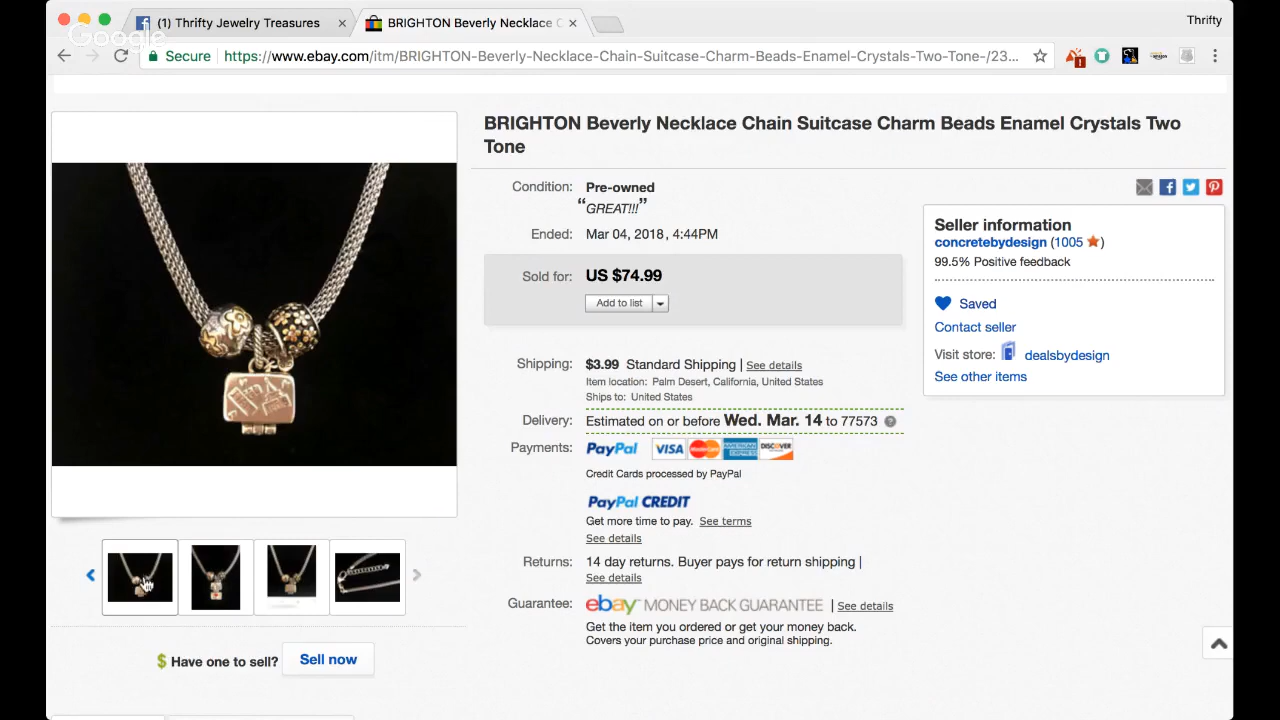 (1) Thrifty Jewelry Treasures
BRIGHTON Beverly Necklace C
Thrifty
Google
Secure
https://www.ebay.com/itm/BRIGHTON-Beverly-Necklace-Chain-Suitcase-Charm-Beads-Enamel-Crystals-Two-Tone-/23...
BRIGHTON Beverly Necklace Chain Suitcase Charm Beads Enamel Crystals Two
Tone
Condition: Pre-owned
“GREAT!!!”
Ended: Mar 04, 2018 , 4:44PM
Sold for: US $74.99
Add to list
Shipping: $3.99 Standard Shipping | See details
Item location: Palm Desert, California, United States
Ships to: United States
Delivery: Estimated on or before Wed. Mar. 14 to 77573
Payments: PayPal VISA MasterCard AMERICAN EXPRESS DISCOVER
Credit Cards processed by PayPal
PayPal CREDIT
Get more time to pay. See terms
See details
Returns: 14 day returns. Buyer pays for return shipping |
See details
Guarantee: ebay MONEY BACK GUARANTEE | See details
Get the item you ordered or get your money back.
Covers your purchase price and original shipping.
Seller information
concretebydesign (1005)
99.5% Positive feedback
Saved
Contact seller
Visit store: dealsbydesign
See other items
$ Have one to sell? Sell now